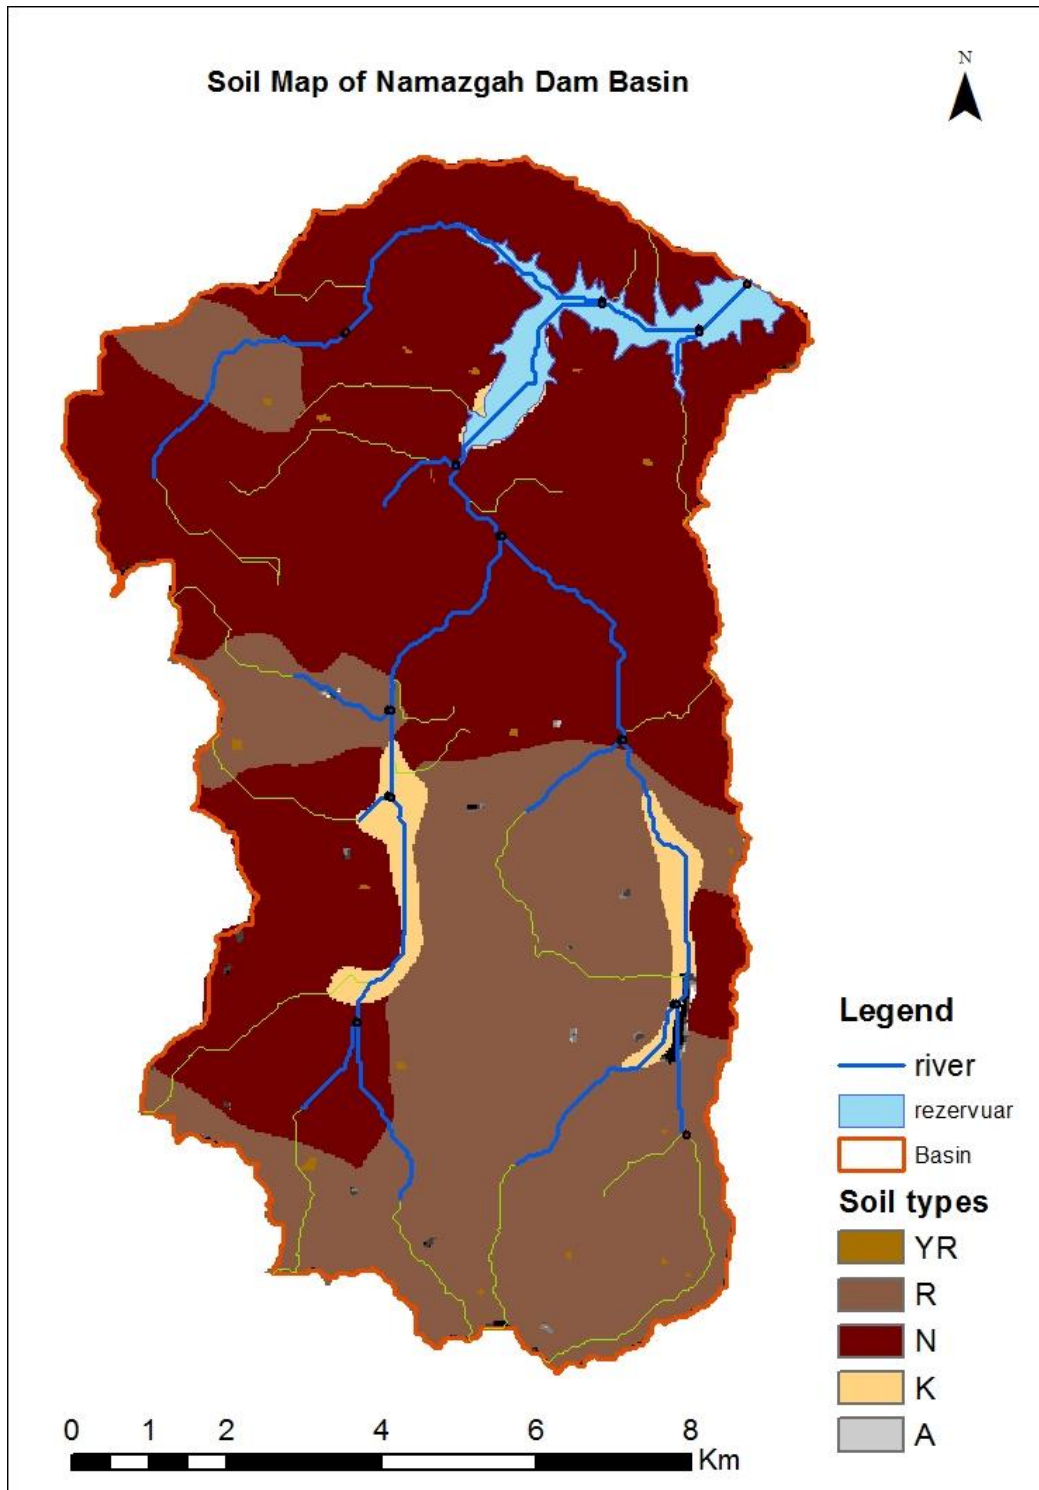 Soil Map of Namazgah Dam Basin
N
Legend
river
rezervuar
Basin
Soil types
YR
R
N
K
A
0 1 2 4 6 8
Km